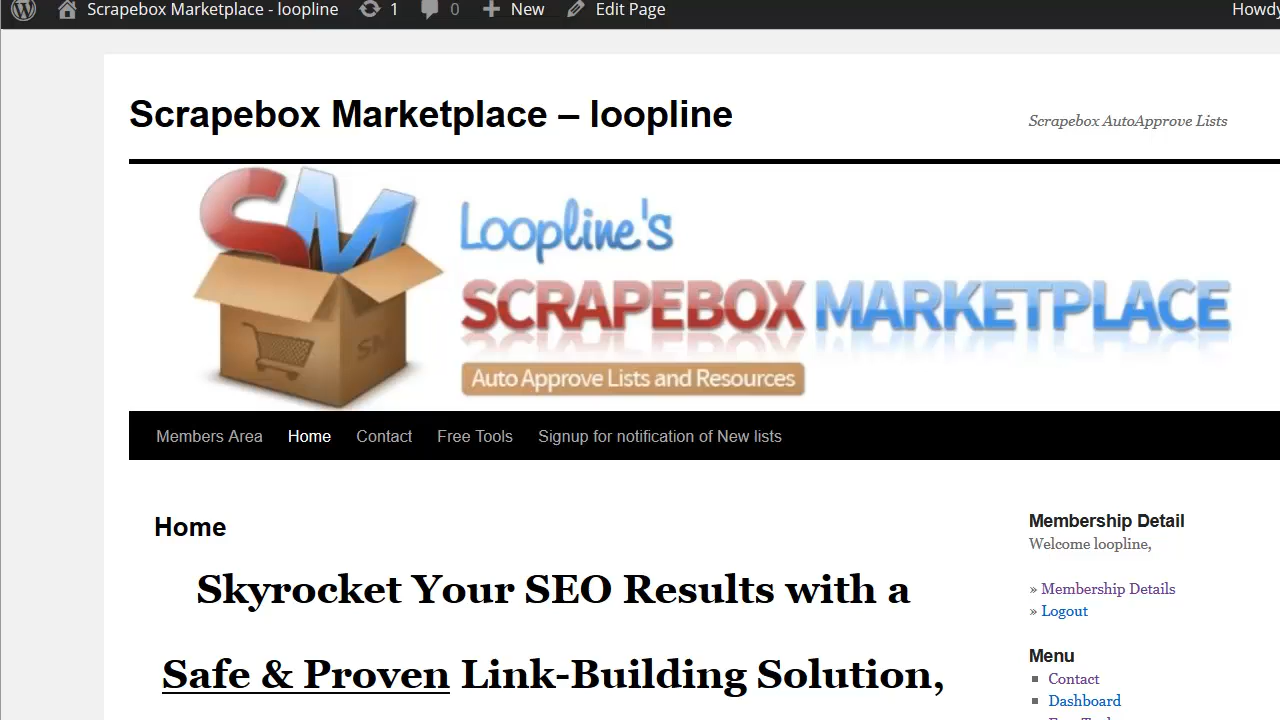 Scrapebox Marketplace - loopline 1 0 New Edit Page Howdy
Scrapebox Marketplace – loopline
Scrapebox AutoApprove Lists
SM
Loopline's
SCRAPEBOX MARKETPLACE
SM
Auto Approve Lists and Resources
Members Area Home Contact Free Tools Signup for notification of New lists
Home
Skyrocket Your SEO Results with a
Safe & Proven Link-Building Solution,
Membership Detail
Welcome loopline,
» Membership Details
» Logout
Menu
Contact
Dashboard